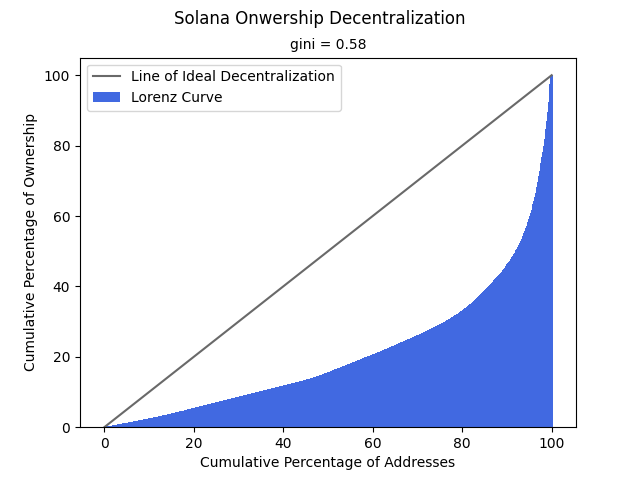 Solana Onwership Decentralization
gini = 0.58
Line of Ideal Decentralization
Lorenz Curve
Cumulative Percentage of Ownership
100
80
60
40
20
0
0 20 40 60 80 100
Cumulative Percentage of Addresses